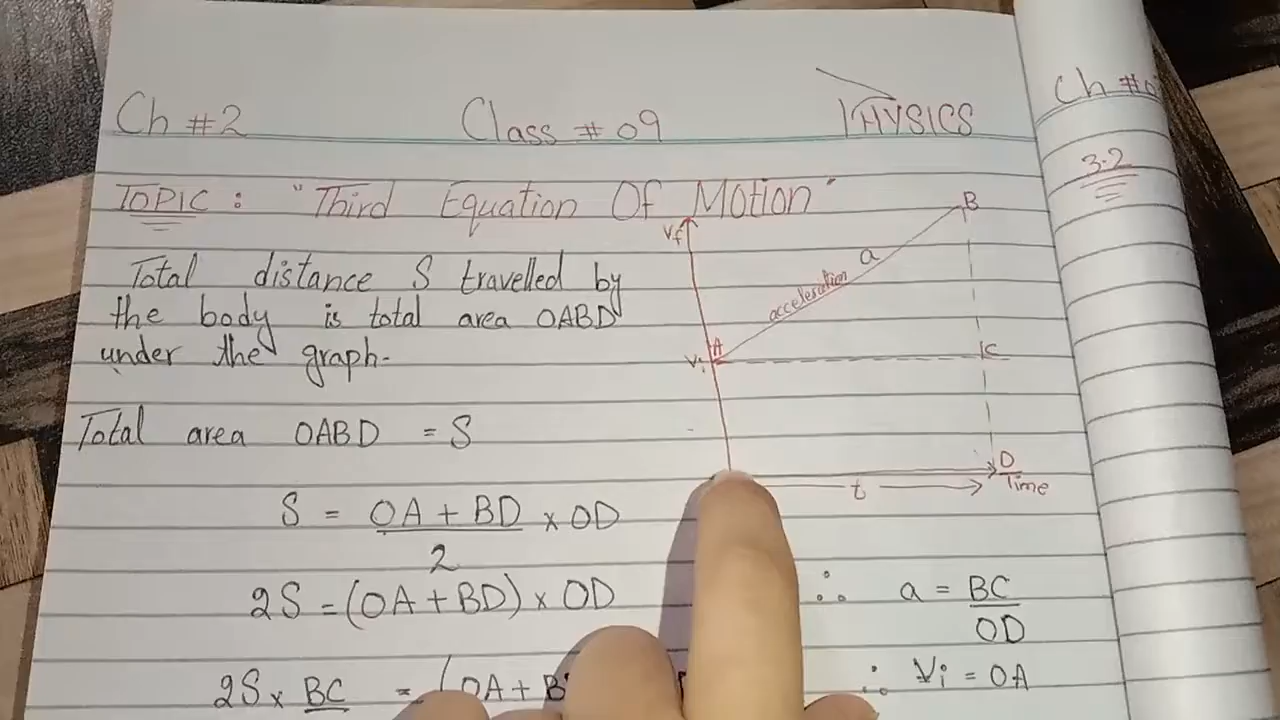 Ch #2 Class # 09 PHYSICS
TOPIC : "Third Equation Of Motion"
Total distance S travelled by
the body is total area OABD
under the graph-
Total area OABD = S
S = OA + BD / 2 x OD
2S = (OA + BD) x OD
2S x BC = (OA + B
Vf
B
a
acceleration
A
Vi
C
D
Time
t
∴ a = BC / OD
∴ Vi = OA
Ch #0
3.2